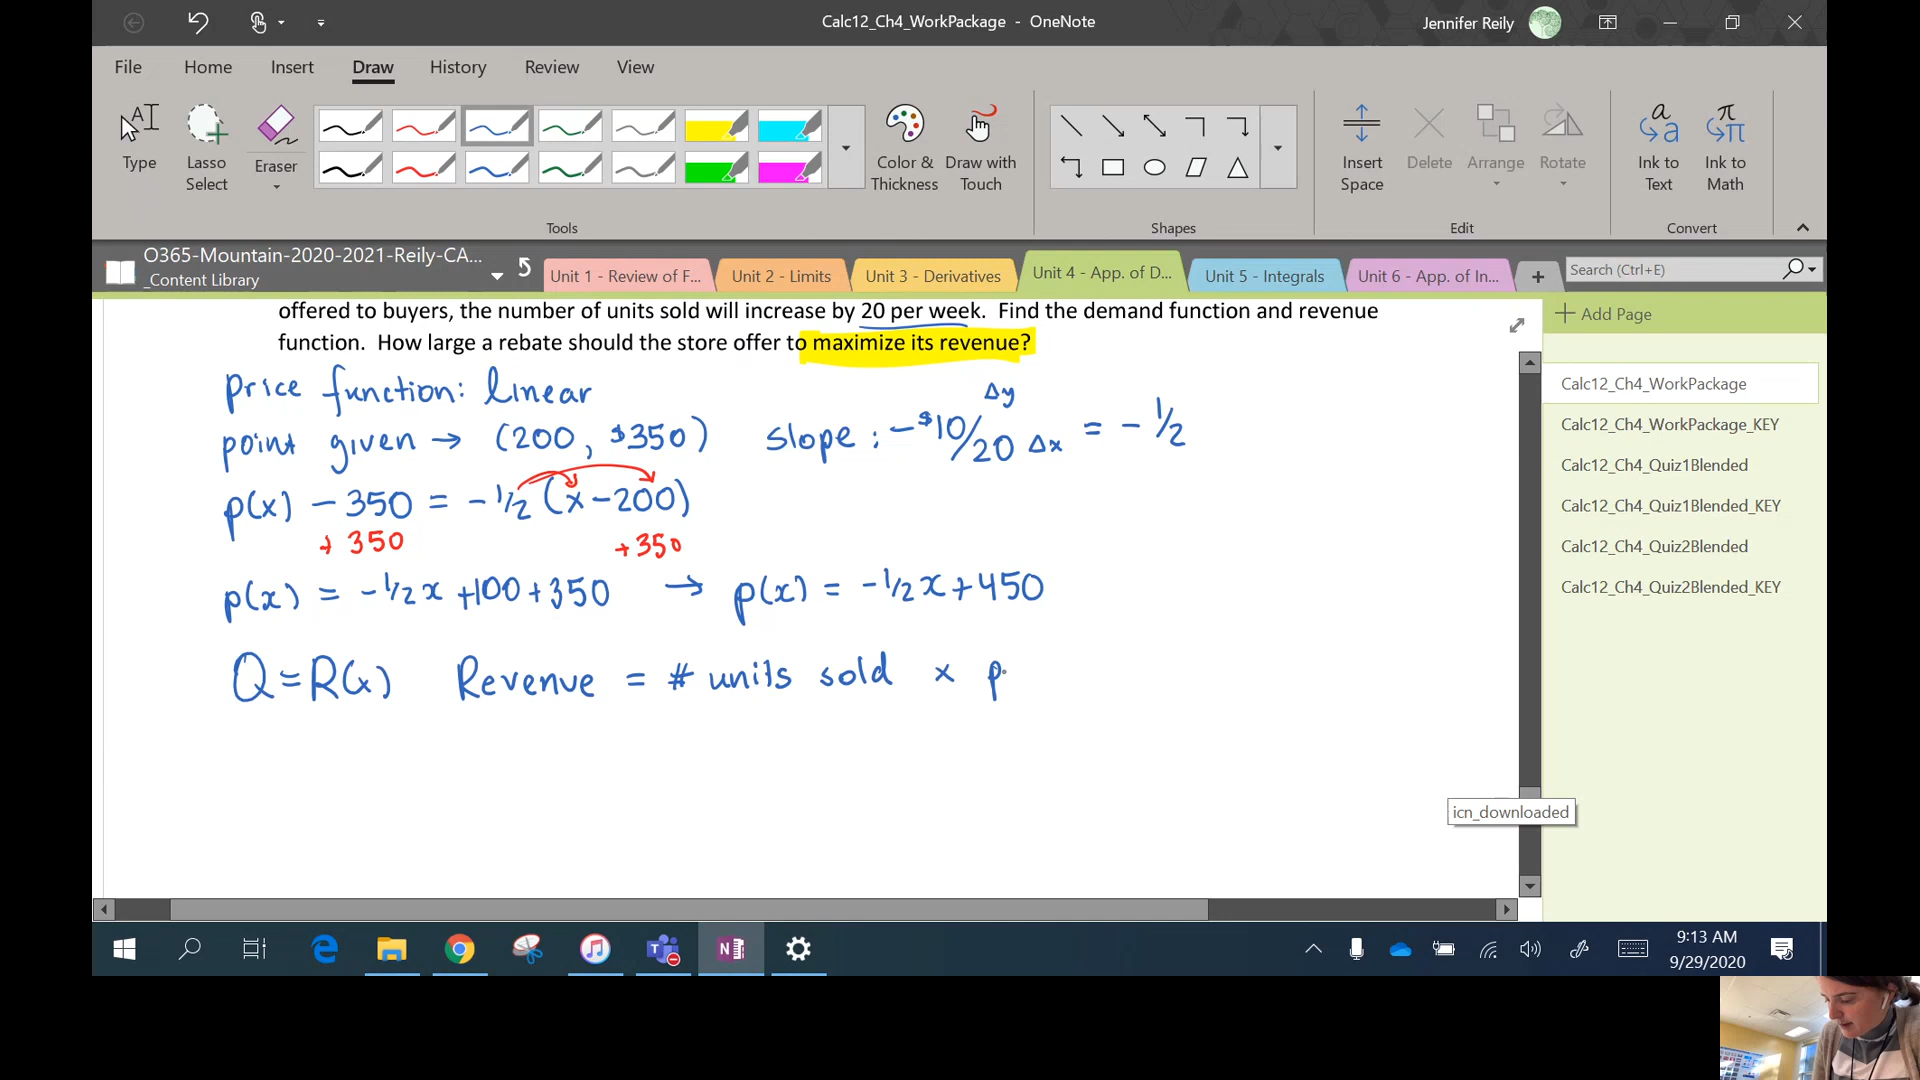 Calc12_Ch4_WorkPackage - OneNote
Jennifer Reily
File Home Insert Draw History Review View
Type
Lasso Select
Eraser
Color & Thickness
Draw with Touch
Insert Space
Delete
Arrange
Rotate
Ink to Text
Ink to Math
Tools
Shapes
Edit
Convert
O365-Mountain-2020-2021-Reily-CA...
_Content Library
Unit 1 - Review of F...
Unit 2 - Limits
Unit 3 - Derivatives
Unit 4 - App. of D...
Unit 5 - Integrals
Unit 6 - App. of In...
+
Search (Ctrl+E)
offered to buyers, the number of units sold will increase by 20 per week. Find the demand function and revenue
function. How large a rebate should the store offer to maximize its revenue?
price function: linear
point given → (200, $350) slope: -$10/20 Δy Δx = -1/2
p(x) - 350 = -1/2 (x - 200)
+ 350 +350
p(x) = -1/2x +100+350 → p(x) = -1/2x+450
Q=R(x) Revenue = # units sold × p
Add Page
Calc12_Ch4_WorkPackage
Calc12_Ch4_WorkPackage_KEY
Calc12_Ch4_Quiz1Blended
Calc12_Ch4_Quiz1Blended_KEY
Calc12_Ch4_Quiz2Blended
Calc12_Ch4_Quiz2Blended_KEY
icn_downloaded
9:13 AM
9/29/2020